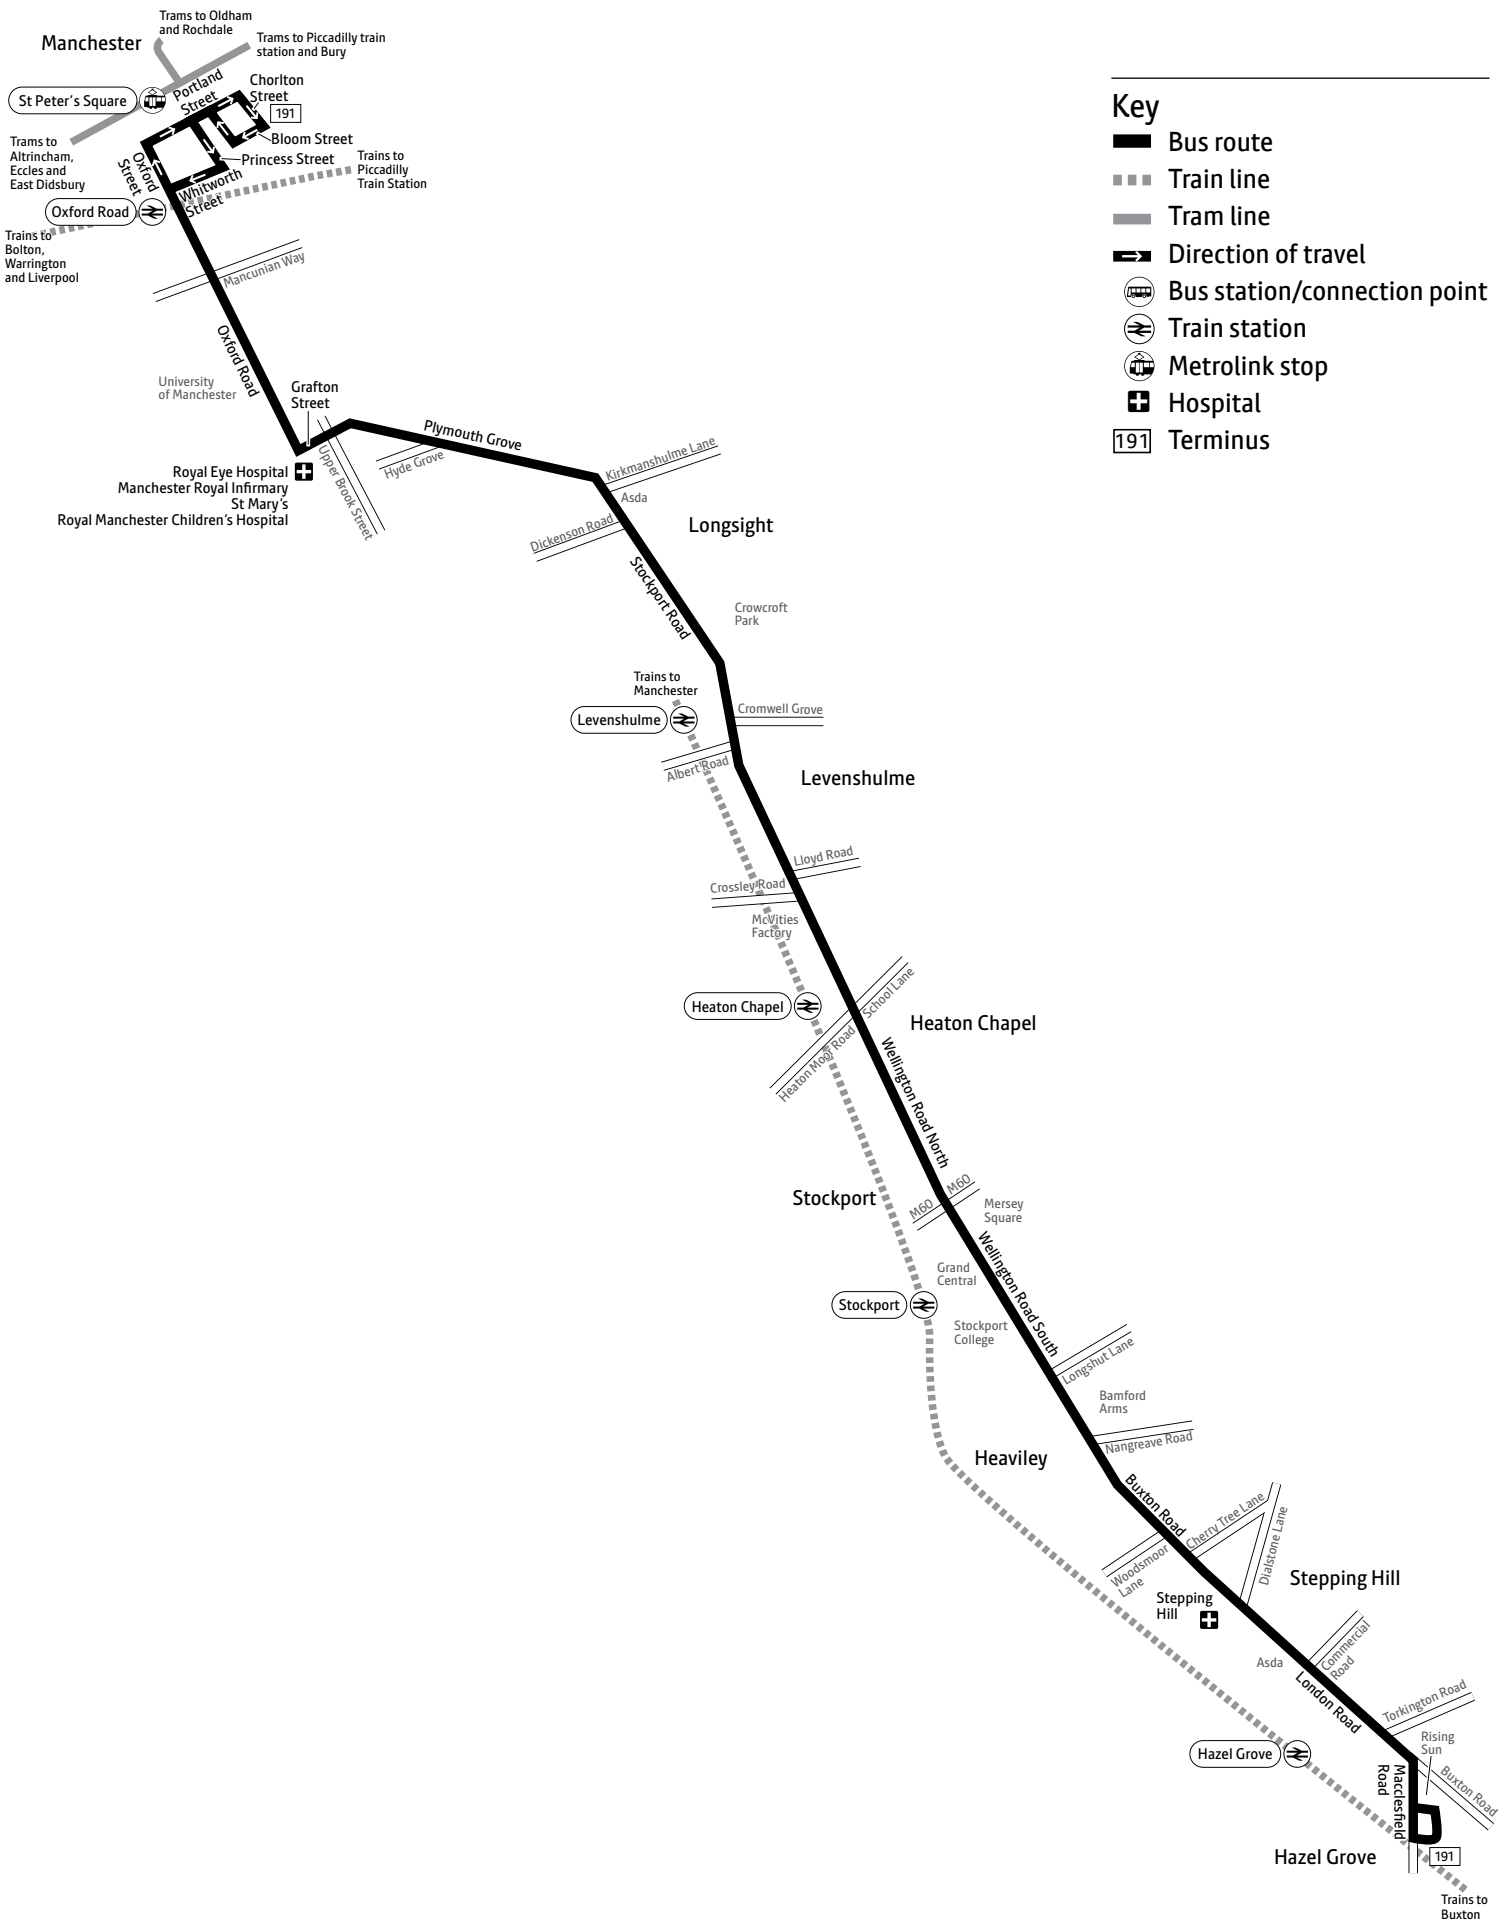 Trams to Oldham
and Rochdale
Manchester
Trams to Piccadilly train
station and Bury
St Peter's Square
Portland
Street
Chorlton
Street
191
Bloom Street
Princess Street
Trams to
Altrincham,
Eccles and
East Didsbury
Oxford
Street
Whitworth
Street
Trains to
Piccadilly
Train Station
Oxford Road
Trains to
Bolton,
Warrington
and Liverpool
Mancunian Way
Oxford Road
University
of Manchester
Grafton
Street
Royal Eye Hospital
Manchester Royal Infirmary
St Mary's
Royal Manchester Children's Hospital
Upper Brook Street
Plymouth Grove
Hyde Grove
Kirkmanshulme Lane
Asda
Dickenson Road
Longsight
Stockport Road
Crowcroft
Park
Trains to
Manchester
Levenshulme
Cromwell Grove
Albert Road
Levenshulme
Lloyd Road
Crossley Road
McVities
Factory
Heaton Chapel
School Lane
Heaton Moor Road
Heaton Chapel
Wellington Road North
Stockport
M60
M60
Mersey
Square
Wellington Road South
Grand
Central
Stockport
Stockport
College
Longshut Lane
Bamford
Arms
Nangreave Road
Heaviley
Buxton Road
Cherry Tree Lane
Dialstone Lane
Woodsmoor
Lane
Stepping Hill
Stepping
Hill
Asda
Commercial
Road
London Road
Torkington Road
Rising
Sun
Hazel Grove
Macclesfield
Road
Buxton Road
Hazel Grove
191
Trains to
Buxton
Key
Bus route
Train line
Tram line
Direction of travel
Bus station/connection point
Train station
Metrolink stop
Hospital
191 Terminus